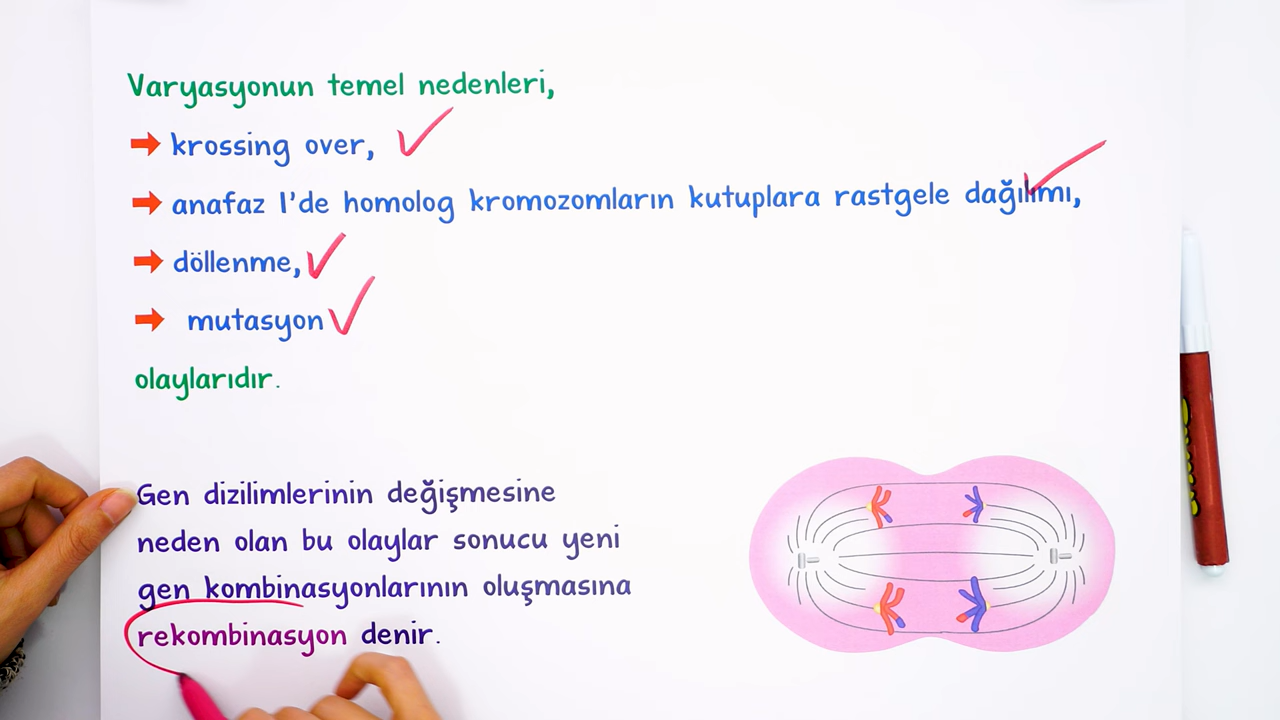 Varyasyonun temel nedenleri,
krossing over,
anafaz I'de homolog kromozomların kutuplara rastgele dağılımı,
döllenme,
mutasyon
olaylarıdır.
Gen dizilimlerinin değişmesine
neden olan bu olaylar sonucu yeni
gen kombinasyonlarının oluşmasına
rekombinasyon denir.